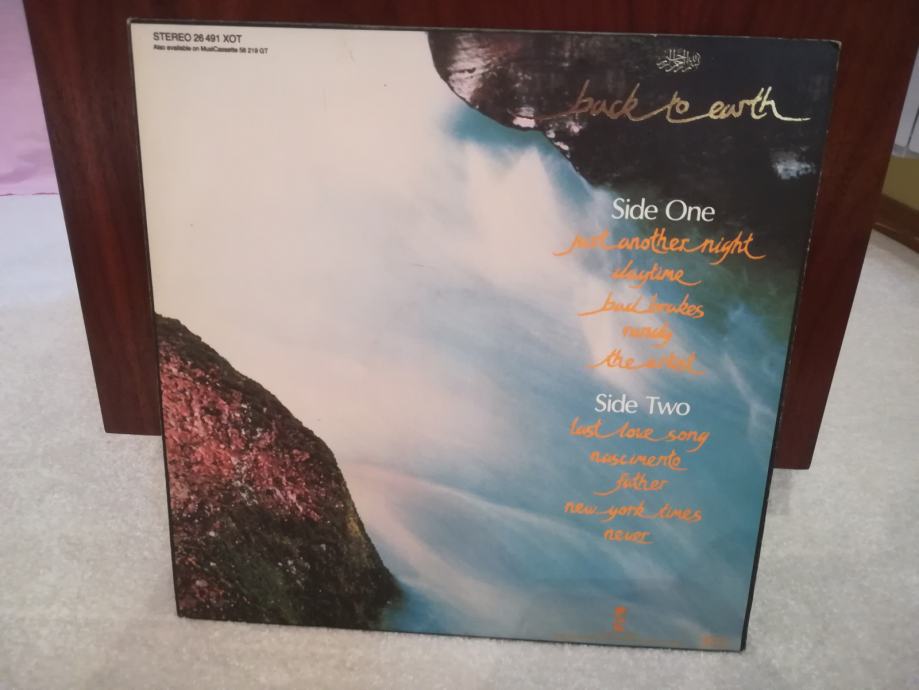 STEREO 26 491 XOT
Also available on MusiCassette 56 219 GT
back to earth
Side One
just another night
daytime
bad brakes
randy
the artist
Side Two
last love song
nascimento
father
new york times
never